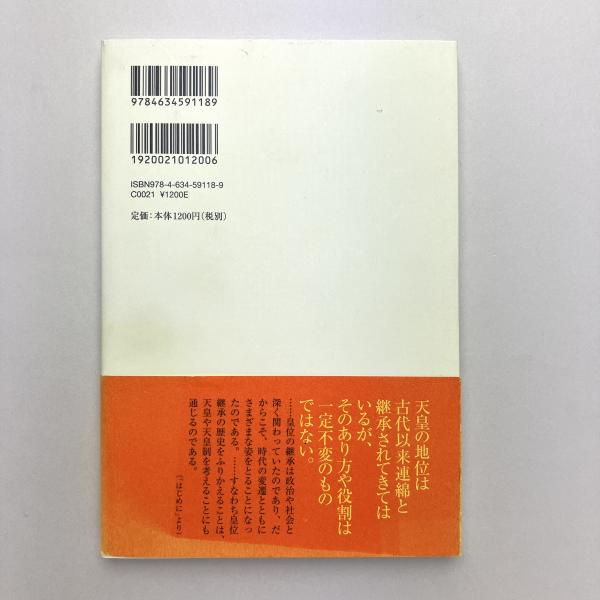 9784634591189
1920021012006
ISBN978-4-634-59118-9
C0021 ¥1200E
定価：本体1200円（税別）
天皇の地位は
古代以来連綿と
継承されてきては
いるが、
そのあり方や役割は
一定不変のもの
ではない。
……皇位の継承は政治や社会と
深く関わっていたのであり、だ
からこそ、時代の変遷とともに
さまざまな姿をとることになっ
たのである。……すなわち皇位
継承の歴史をふりかえることは、
天皇や天皇制を考えることにも
通じるのである。
（「はじめに」より）